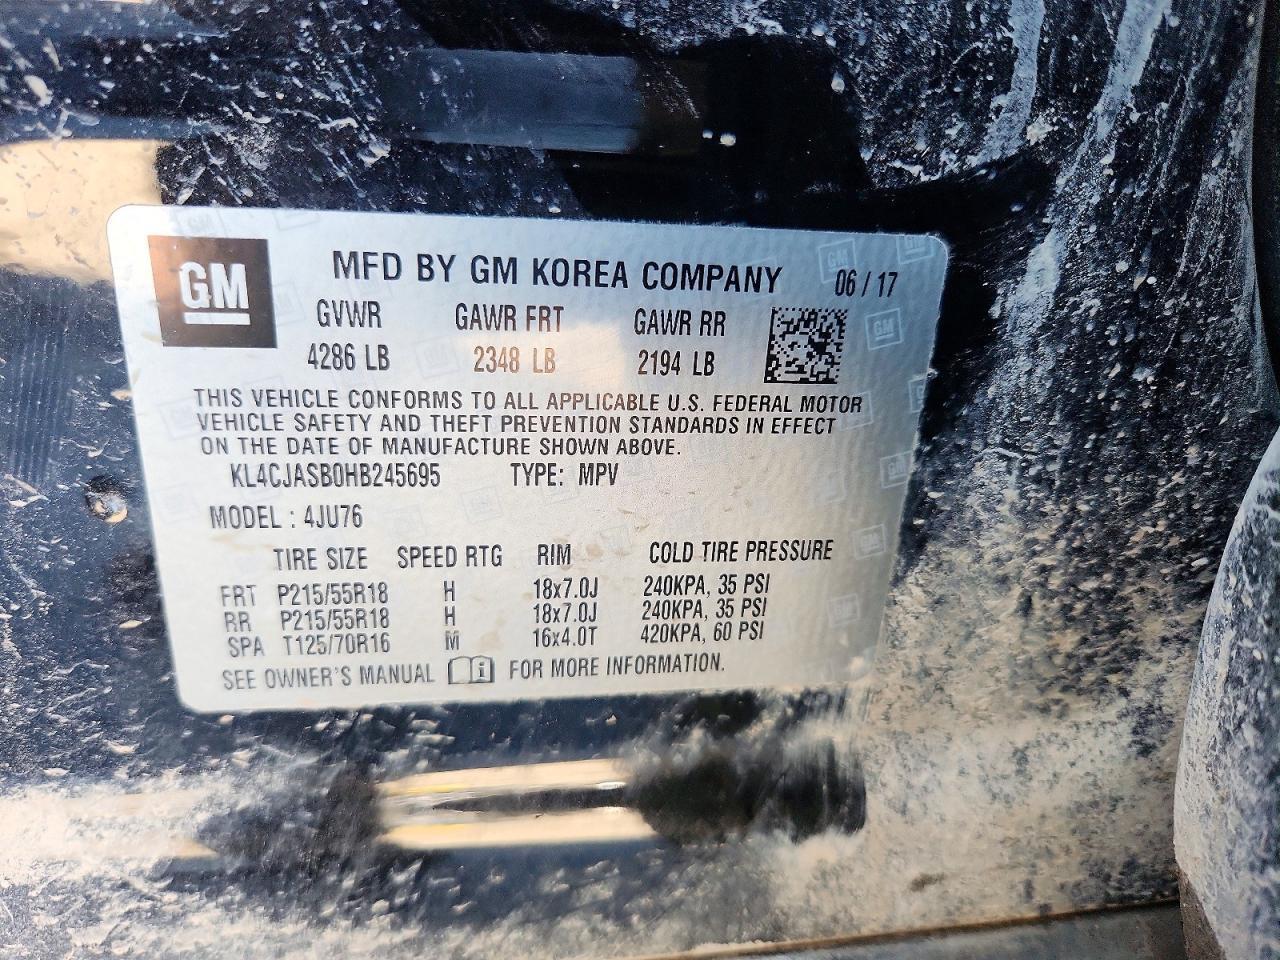 GM
MFD BY GM KOREA COMPANY 06 / 17
GVWR GAWR FRT GAWR RR
4286 LB 2348 LB 2194 LB
THIS VEHICLE CONFORMS TO ALL APPLICABLE U.S. FEDERAL MOTOR
VEHICLE SAFETY AND THEFT PREVENTION STANDARDS IN EFFECT
ON THE DATE OF MANUFACTURE SHOWN ABOVE.
KL4CJASB0HB245695 TYPE: MPV
MODEL : 4JU76
TIRE SIZE SPEED RTG RIM COLD TIRE PRESSURE
FRT P215/55R18 H 18x7.0J 240KPA, 35 PSI
RR P215/55R18 H 18x7.0J 240KPA, 35 PSI
SPA T125/70R16 M 16x4.0T 420KPA, 60 PSI
SEE OWNER'S MANUAL FOR MORE INFORMATION.